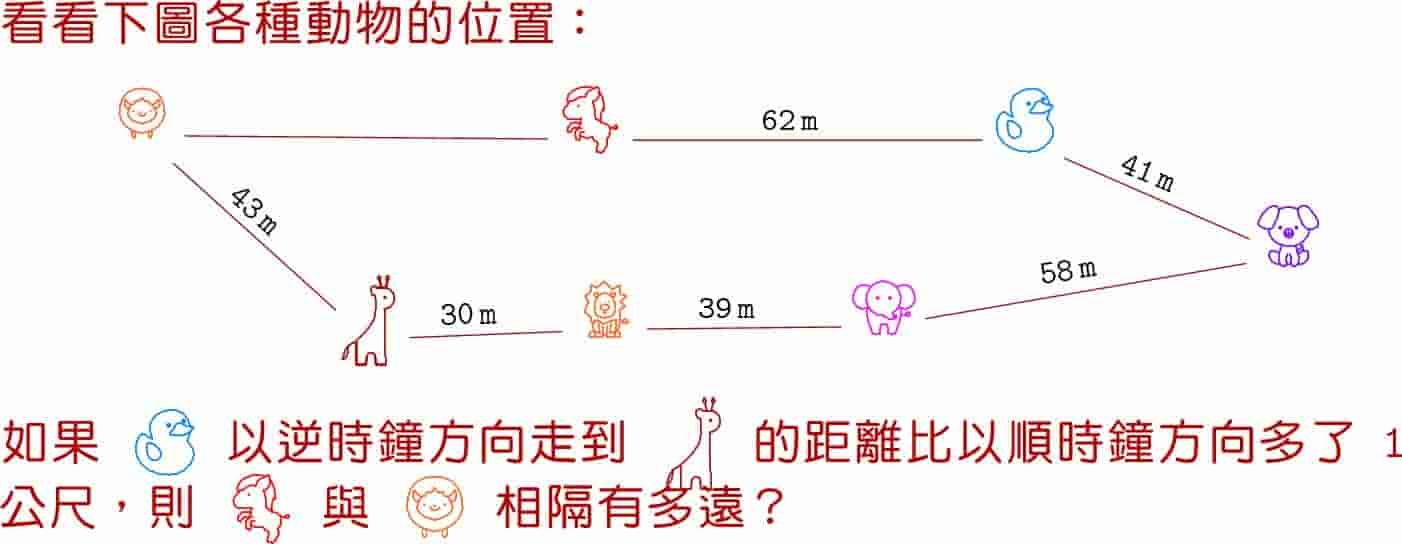 看看下圖各種動物的位置：
62 m
41 m
43 m
58 m
30 m
39 m
如果 以逆時鐘方向走到 的距離比以順時鐘方向多了 1
公尺，則 與 相隔有多遠？